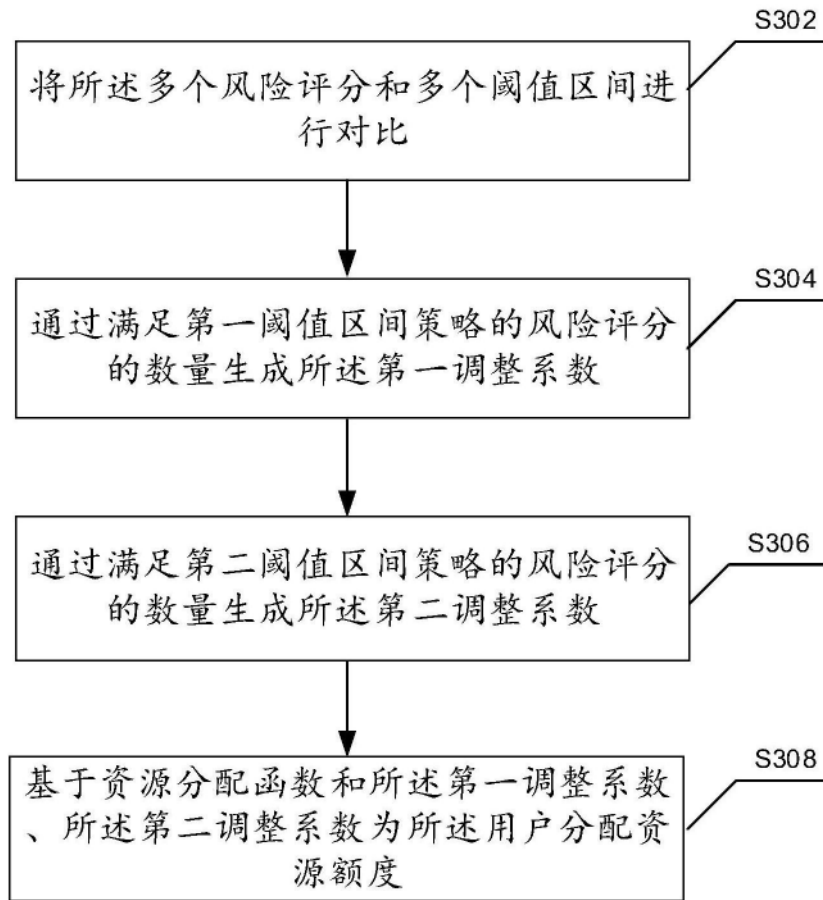 S302
将所述多个风险评分和多个阈值区间进
行对比
S304
通过满足第一阈值区间策略的风险评分
的数量生成所述第一调整系数
S306
通过满足第二阈值区间策略的风险评分
的数量生成所述第二调整系数
S308
基于资源分配函数和所述第一调整系数
、所述第二调整系数为所述用户分配资
源额度